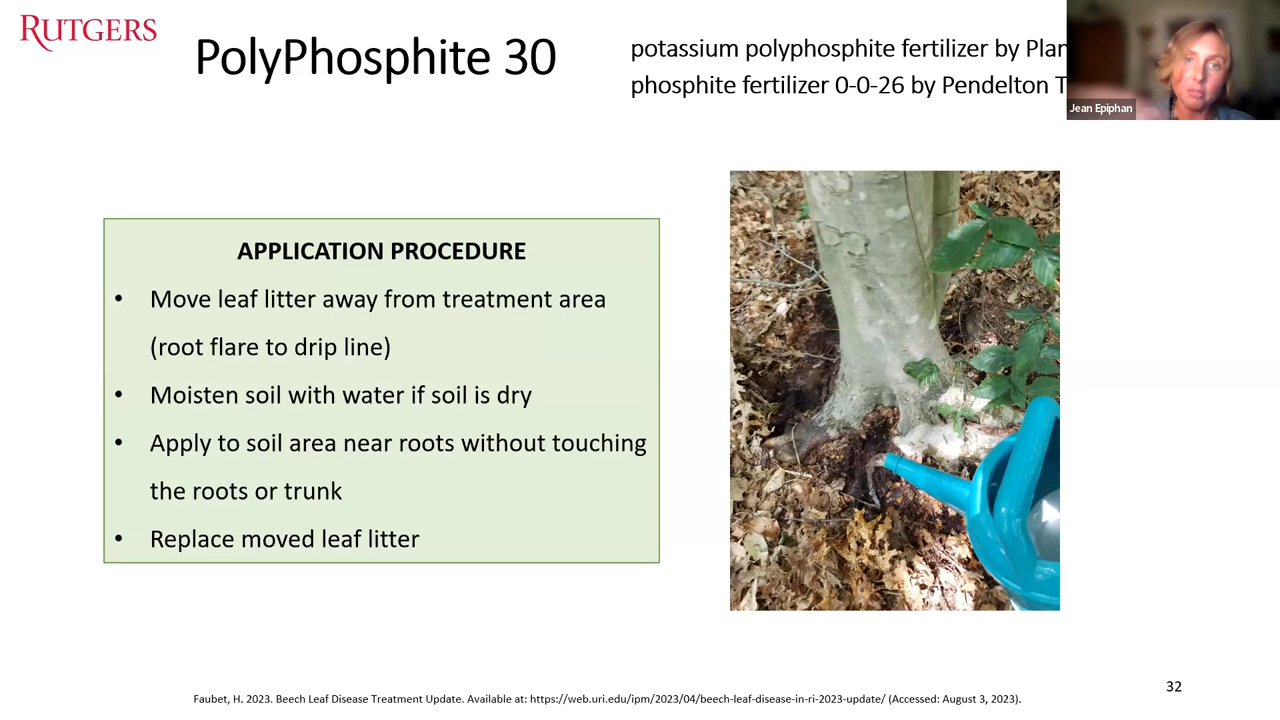 RUTGERS
PolyPhosphite 30
potassium polyphosphite fertilizer by
phosphite fertilizer 0-0-26 by Pendelton
Jean Epiphan
APPLICATION PROCEDURE
• Move leaf litter away from treatment area
(root flare to drip line)
• Moisten soil with water if soil is dry
• Apply to soil area near roots without touching
the roots or trunk
• Replace moved leaf litter
32
Faubet, H. 2023. Beech Leaf Disease Treatment Update. Available at: https://web.uri.edu/ipm/2023/04/beech-leaf-disease-in-ri-2023-update/ (Accessed: August 3, 2023).